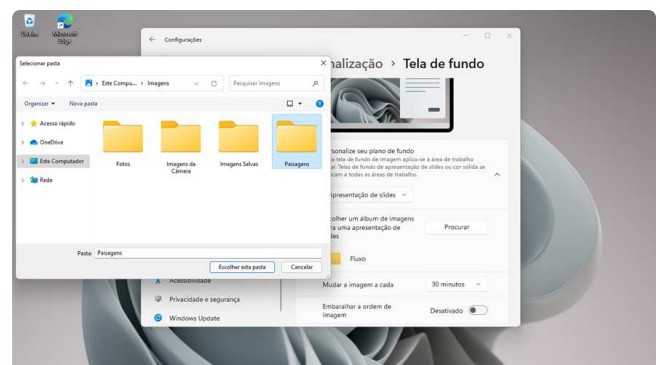 Lixeira
Microsoft
Edge
Configurações
nalização > Tela de fundo
Selecionar pasta
Este Compu... > Imagens
Pesquisar Imagens
Organizar
Nova pasta
Acesso rápido
OneDrive
Este Computador
Rede
Fotos
Imagens da
Câmera
Imagens Salvas
Paisagens
Pasta:
Paisagens
Escolher esta pasta
Cancelar
rsonalize seu plano de fundo
a tela de fundo de imagem aplica-se à área de trabalho
al. Telas de fundo de apresentação de slides ou cor sólida se
icam a todas as áreas de trabalho.
Apresentação de slides
colher um álbum de imagens
ra uma apresentação de
des
Procurar
Fluxo
Mudar a imagem a cada
30 minutos
Embaralhar a ordem de
imagem
Desativado
Acessibilidade
Privacidade e segurança
Windows Update